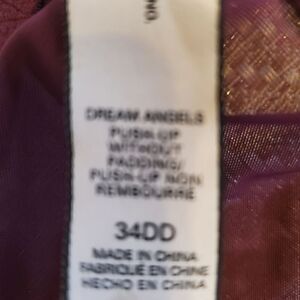 NG.
DREAM ANGELS
PUSH-UP
WITHOUT
PADDING/
PUSH-UP NON
REMBOURRÉ
34DD
MADE IN CHINA
FABRIQUÉ EN CHINE
HECHO EN CHINA